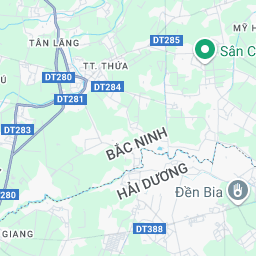 MỸ H
DT285
TÂN LÃNG
Sân C
TT. THỨA
DT280
Ú
DT284
DT281
DT283
BẮC NINH
HẢI DƯƠNG
Đền Bia
280
GIANG
DT388